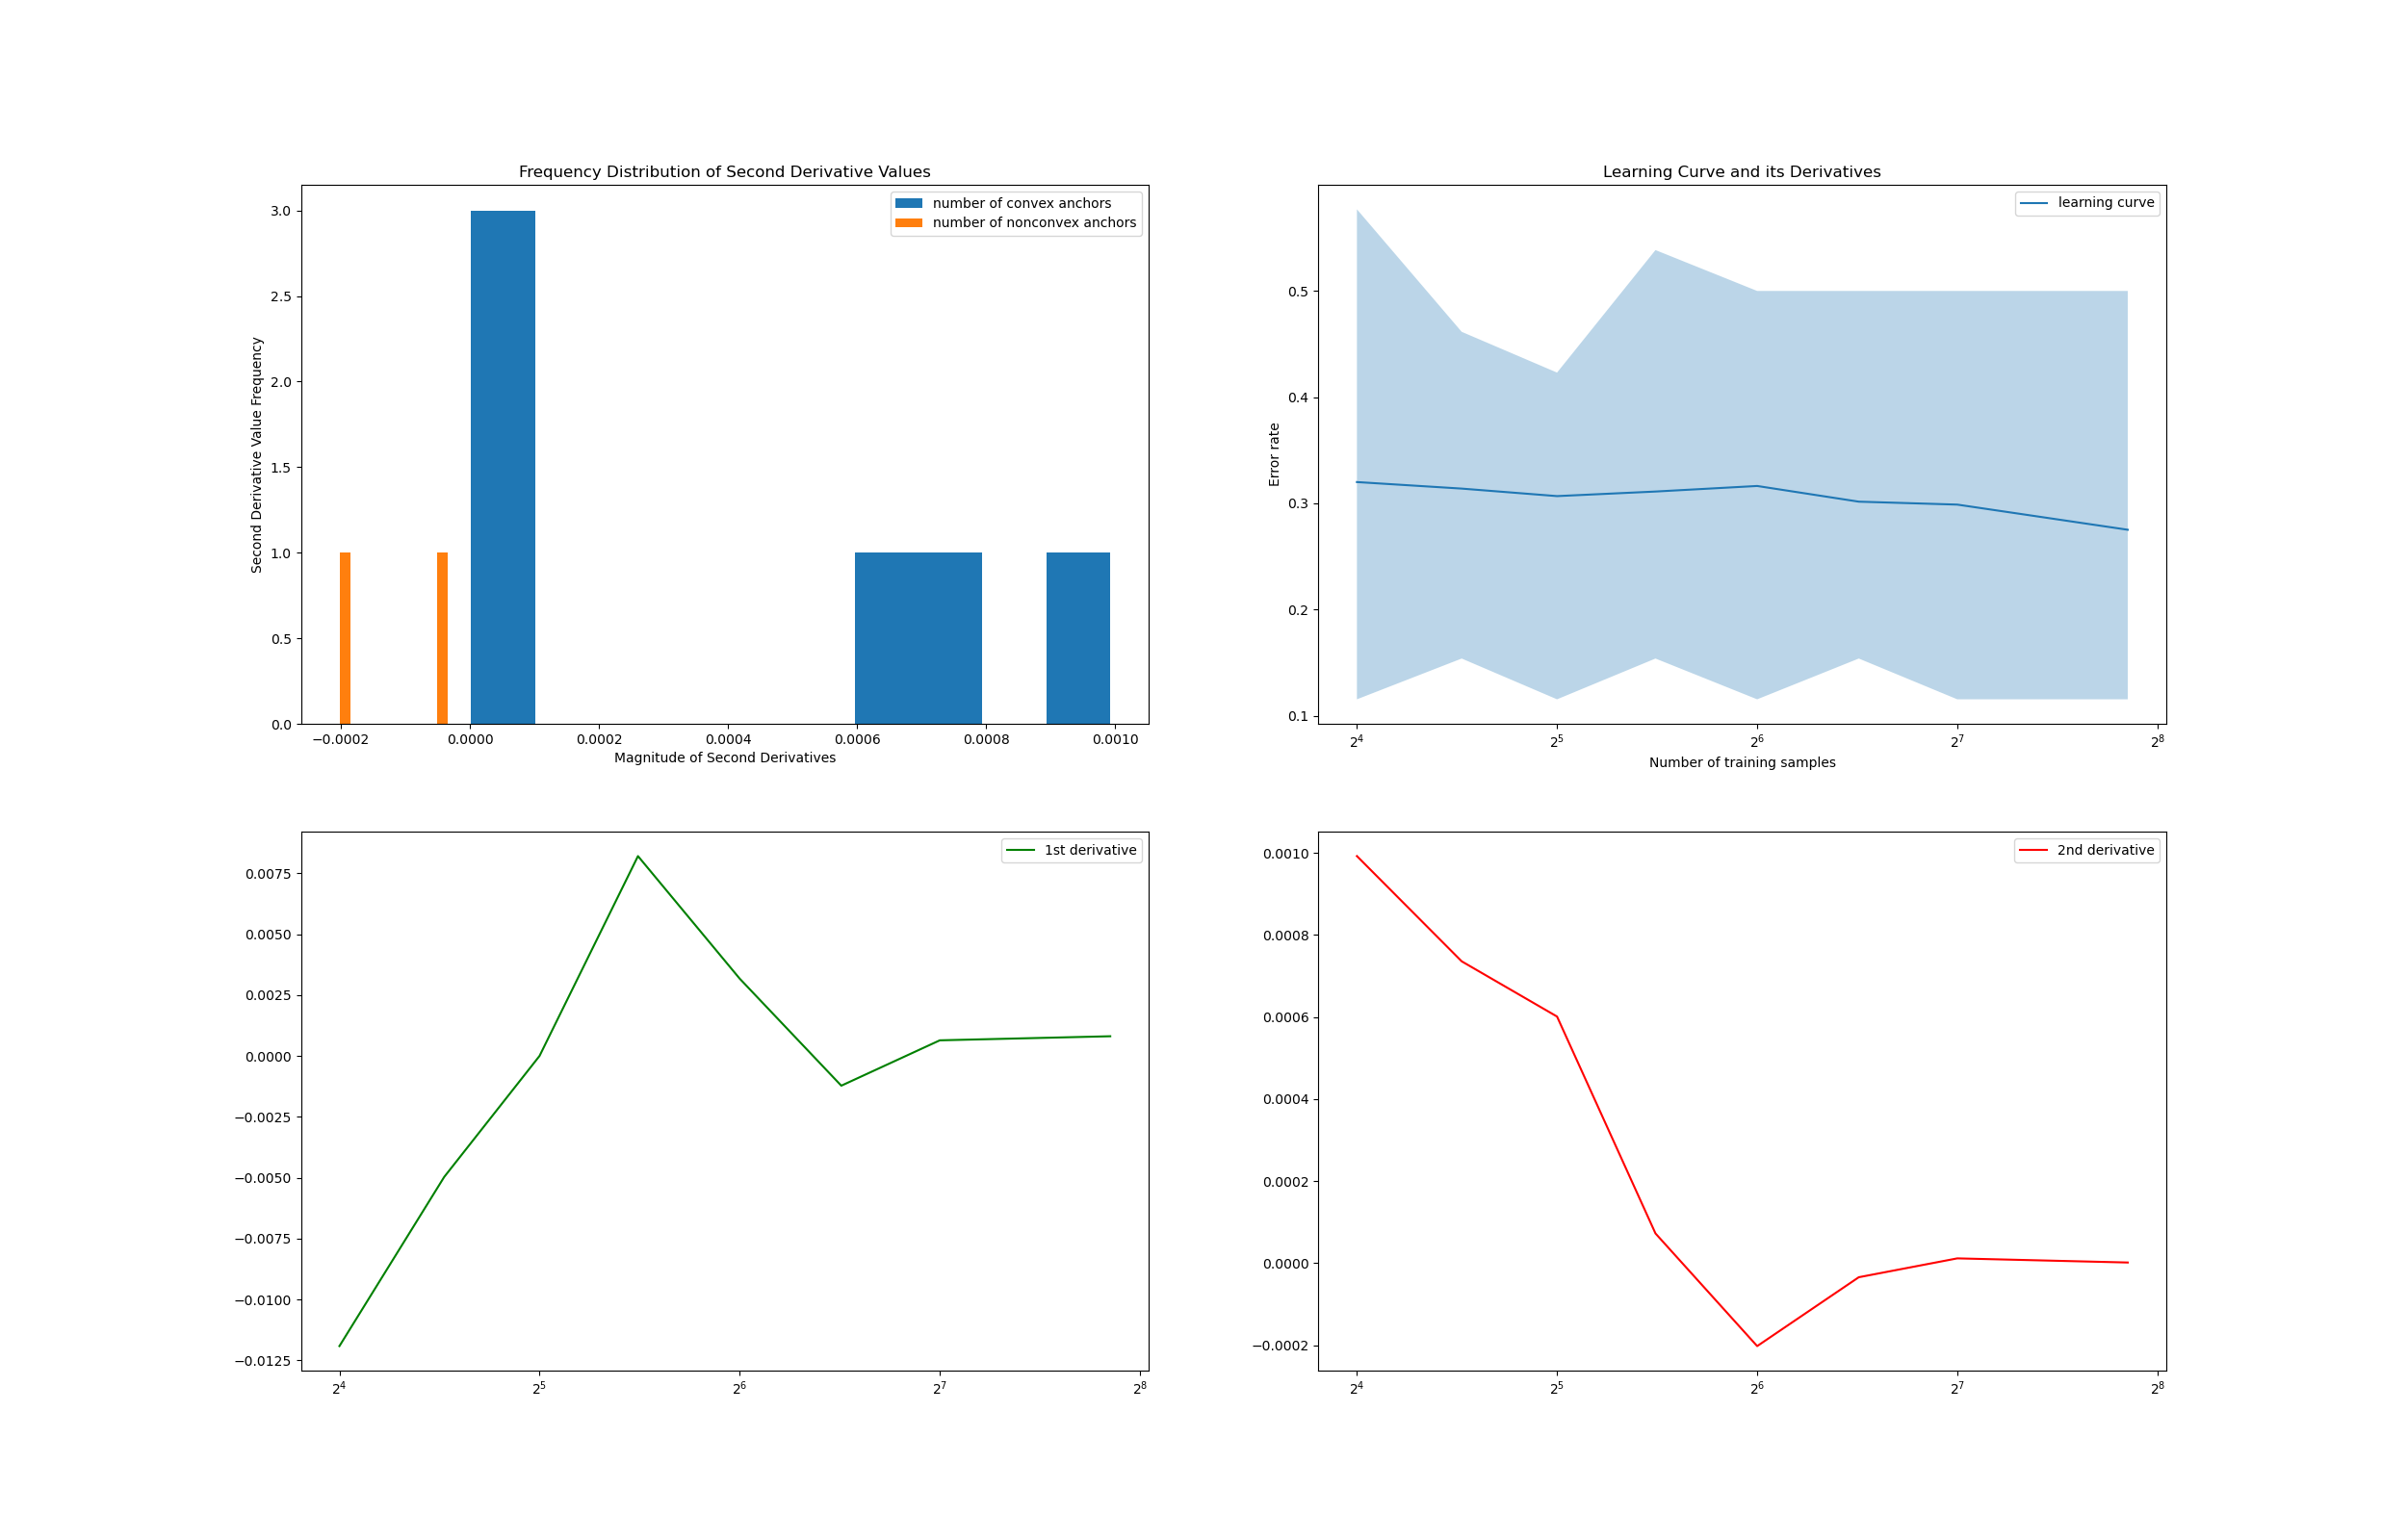 Frequency Distribution of Second Derivative Values
number of convex anchors
number of nonconvex anchors
Second Derivative Value Frequency
3.0
2.5
2.0
1.5
1.0
0.5
0.0
−0.0002 0.0000 0.0002 0.0004 0.0006 0.0008 0.0010
Magnitude of Second Derivatives
Learning Curve and its Derivatives
learning curve
Error rate
0.5
0.4
0.3
0.2
0.1
2⁴ 2⁵ 2⁶ 2⁷ 2⁸
Number of training samples
1st derivative
0.0075
0.0050
0.0025
0.0000
−0.0025
−0.0050
−0.0075
−0.0100
−0.0125
2⁴ 2⁵ 2⁶ 2⁷ 2⁸
2nd derivative
0.0010
0.0008
0.0006
0.0004
0.0002
0.0000
−0.0002
2⁴ 2⁵ 2⁶ 2⁷ 2⁸